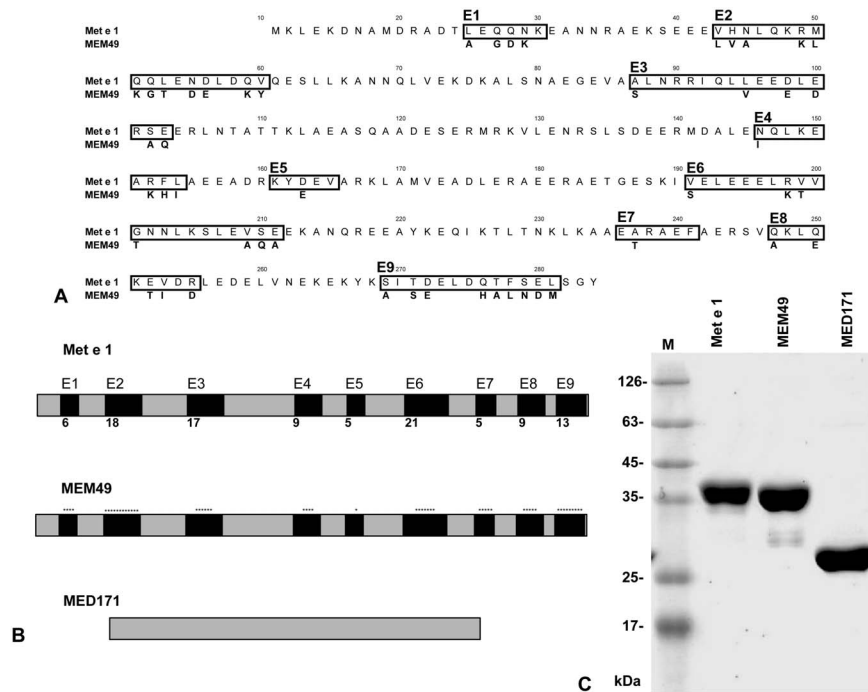 10 20 E1 30 40 E2 50
Met e 1 M K L E K D N A M D R A D T L E Q Q N K E A N N R A E K S E E E V H N L Q K R M
MEM49 A G D K L V A K L
60 70 80 E3 90 100
Met e 1 Q Q L E N D L D Q V Q E S L L K A N N Q L V E K D K A L S N A E G E V A A L N R R I Q L L E E D L E
MEM49 K G T D E K Y S V E D
110 120 130 140 E4 150
Met e 1 R S E E R L N T A T T K L A E A S Q A A D E S E R M R K V L E N R S L S D E E R M D A L E N Q L K E
MEM49 A Q I
160 E5 170 180 190 E6 200
Met e 1 A R F L A E E A D R K Y D E V A R K L A M V E A D L E R A E E R A E T G E S K I V E L E E E L R V V
MEM49 K H I E S K T
210 220 230 E7 240 E8 250
Met e 1 G N N L K S L E V S E E K A N Q R E E A Y K E Q I K T L T N K L K A A E A R A E F A E R S V Q K L Q
MEM49 T A Q A T A E
260 E9 270 280
Met e 1 K E V D R L E D E L V N E K E K Y K S I T D E L D Q T F S E L S G Y
MEM49 T I D A S E H A L N D M
A
Met e 1
E1 E2 E3 E4 E5 E6 E7 E8 E9
6 18 17 9 5 21 5 9 13
MEM49
MED171
B
M Met e 1 MEM49 MED171
126-
63-
45-
35-
25-
17-
C kDa